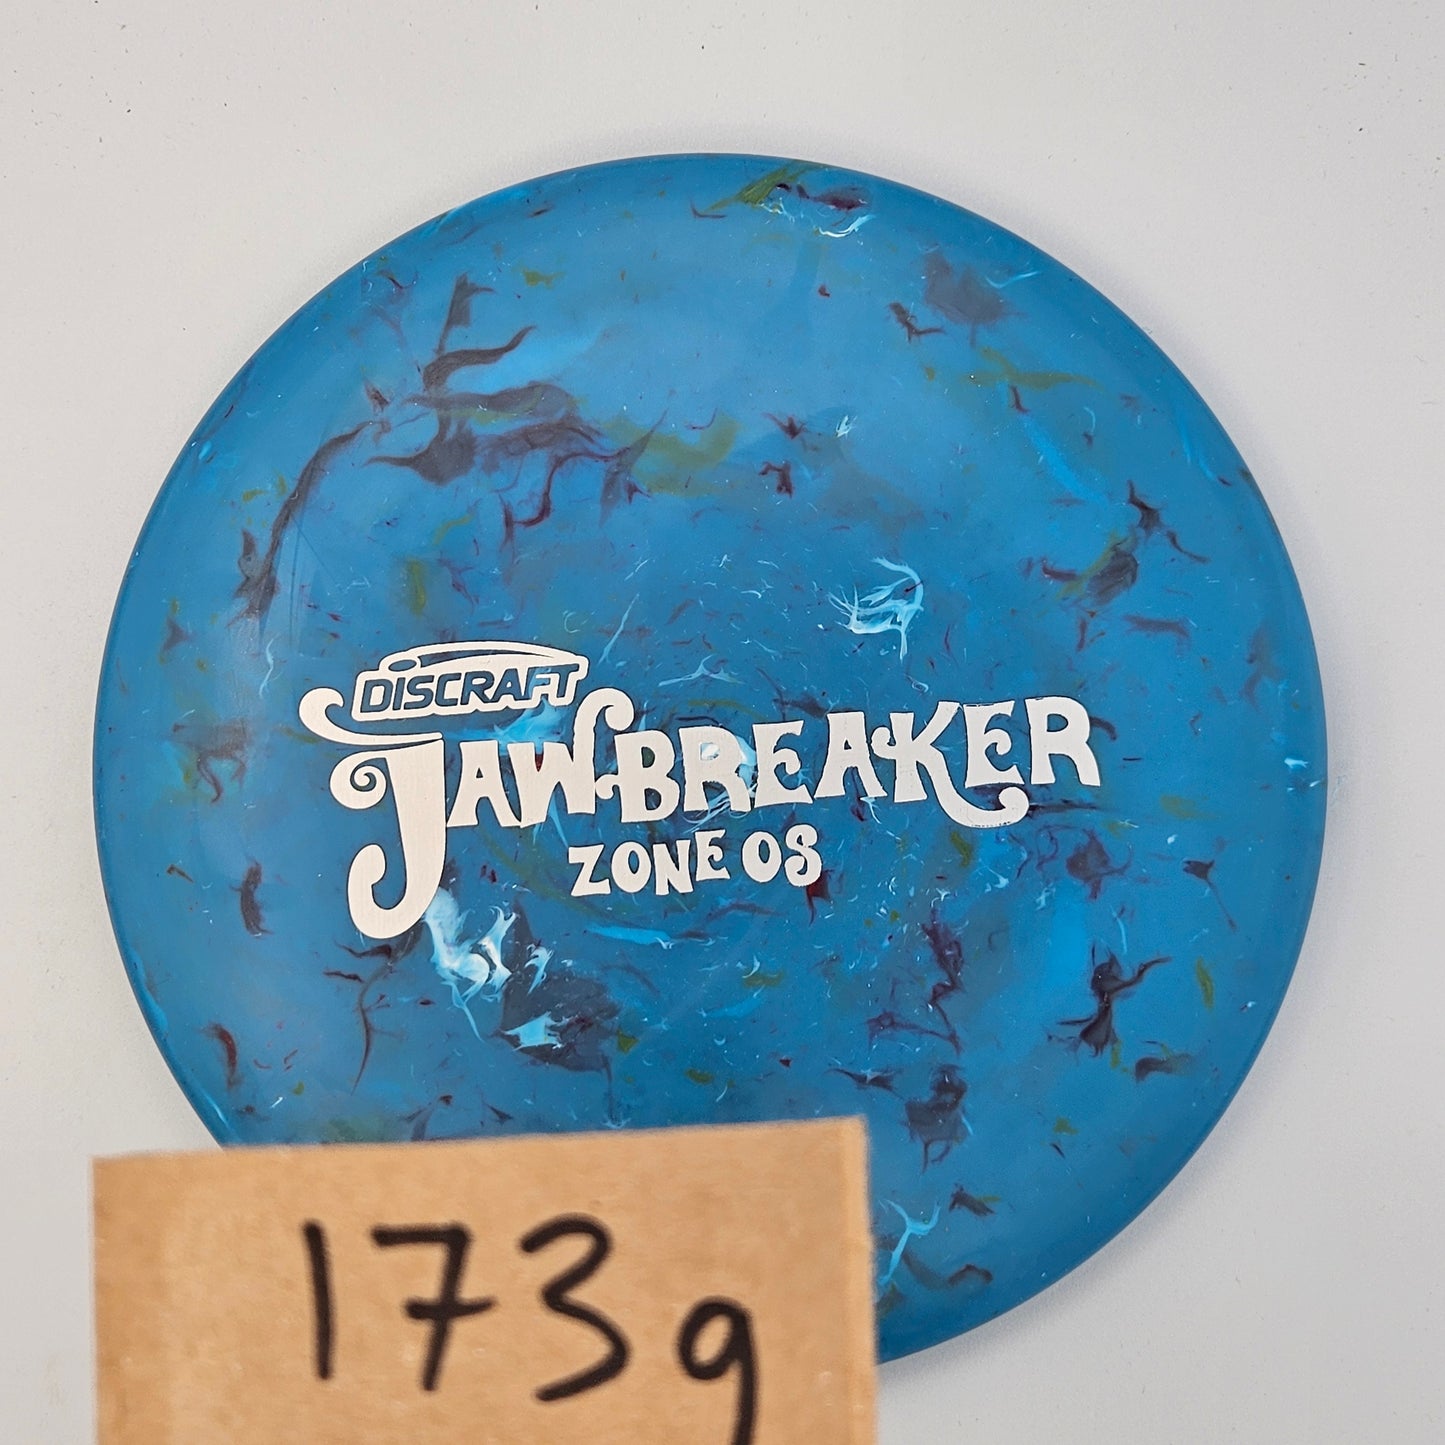 DISCRAFT
JAWBREAKER
ZONE OS
173g